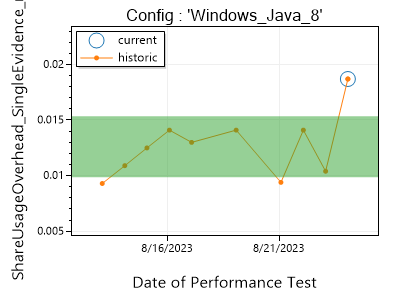 Config : 'Windows_Java_8'
current
historic
0.02
0.015
0.01
0.005
8/16/2023
8/21/2023
Date of Performance Test
ShareUsageOverhead_SingleEvidence_